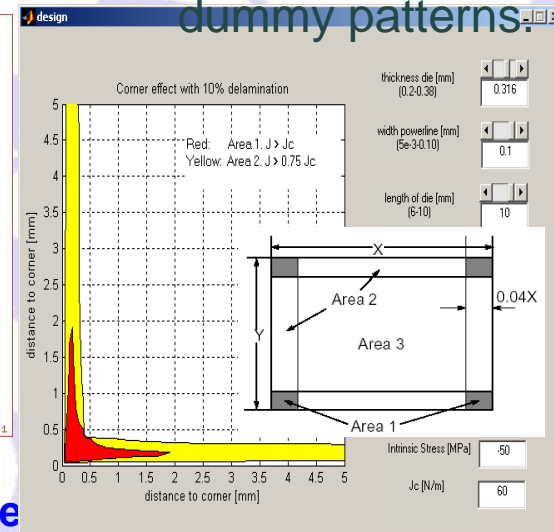 dummy patterns.
design
Corner effect with 10% delamination
distance to corner [mm]
5
4.5
4
3.5
3
2.5
2
1.5
1
0.5
0
Red: Area 1. J > Jc
Yellow: Area 2. J > 0.75 Jc
0 0.5 1 1.5 2 2.5 3 3.5 4 4.5 5
distance to corner [mm]
thickness die [mm]
(0.2-0.38)
0.316
width powerline [mm]
(5e-3-0.10)
0.1
length of die [mm]
(6-10)
10
X
Y
Area 2
0.04X
Area 3
Area 1
Intrinsic Stress [MPa]
-50
Jc [N/m]
60
1
e